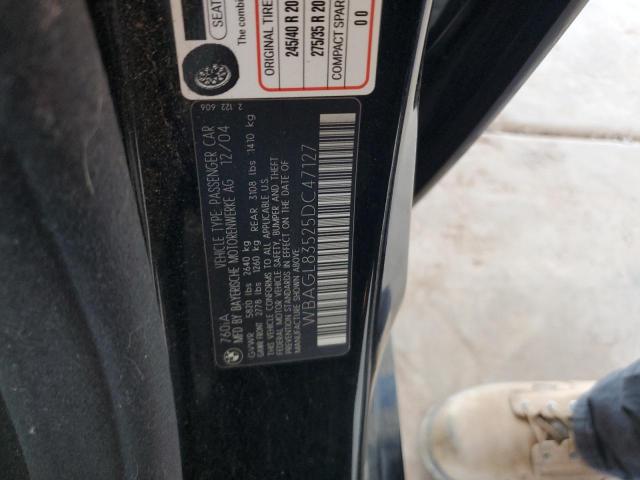 SEAT
The combin
ORIGINAL TIRE
245/40 R 20
275/35 R 20
COMPACT SPAR
0 0
2 122 606
760iA
VEHICLE TYPE: PASSENGER CAR
MFD BY BAYERISCHE MOTORENWERKE AG 12/04
GVWR 5820 lbs 2640 kg
GAWR FRONT 2778 lbs 1260 kg REAR 3108 lbs 1410 kg
THIS VEHICLE CONFORMS TO ALL APPLICABLE U.S.
FEDERAL MOTOR VEHICLE SAFETY, BUMPER AND THEFT
PREVENTION STANDARDS IN EFFECT ON THE DATE OF
MANUFACTURE SHOWN ABOVE.
WBAGL83525DC47127